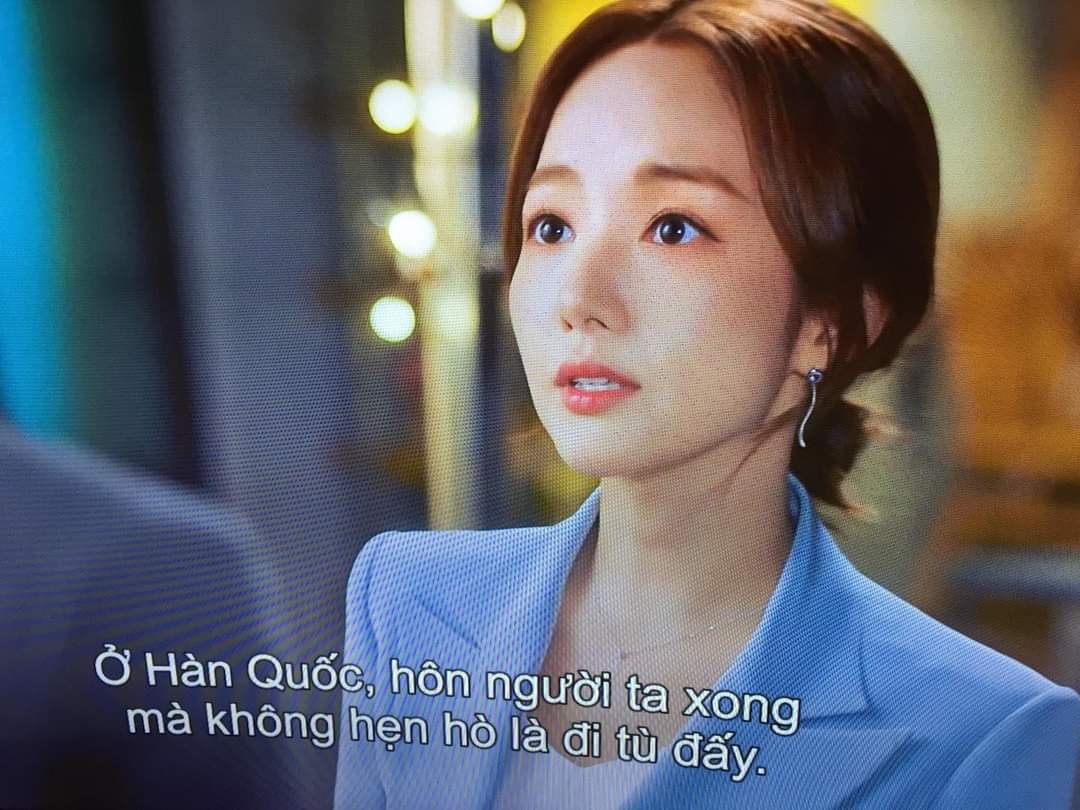 Ở Hàn Quốc, hôn người ta xong
mà không hẹn hò là đi tù đấy.